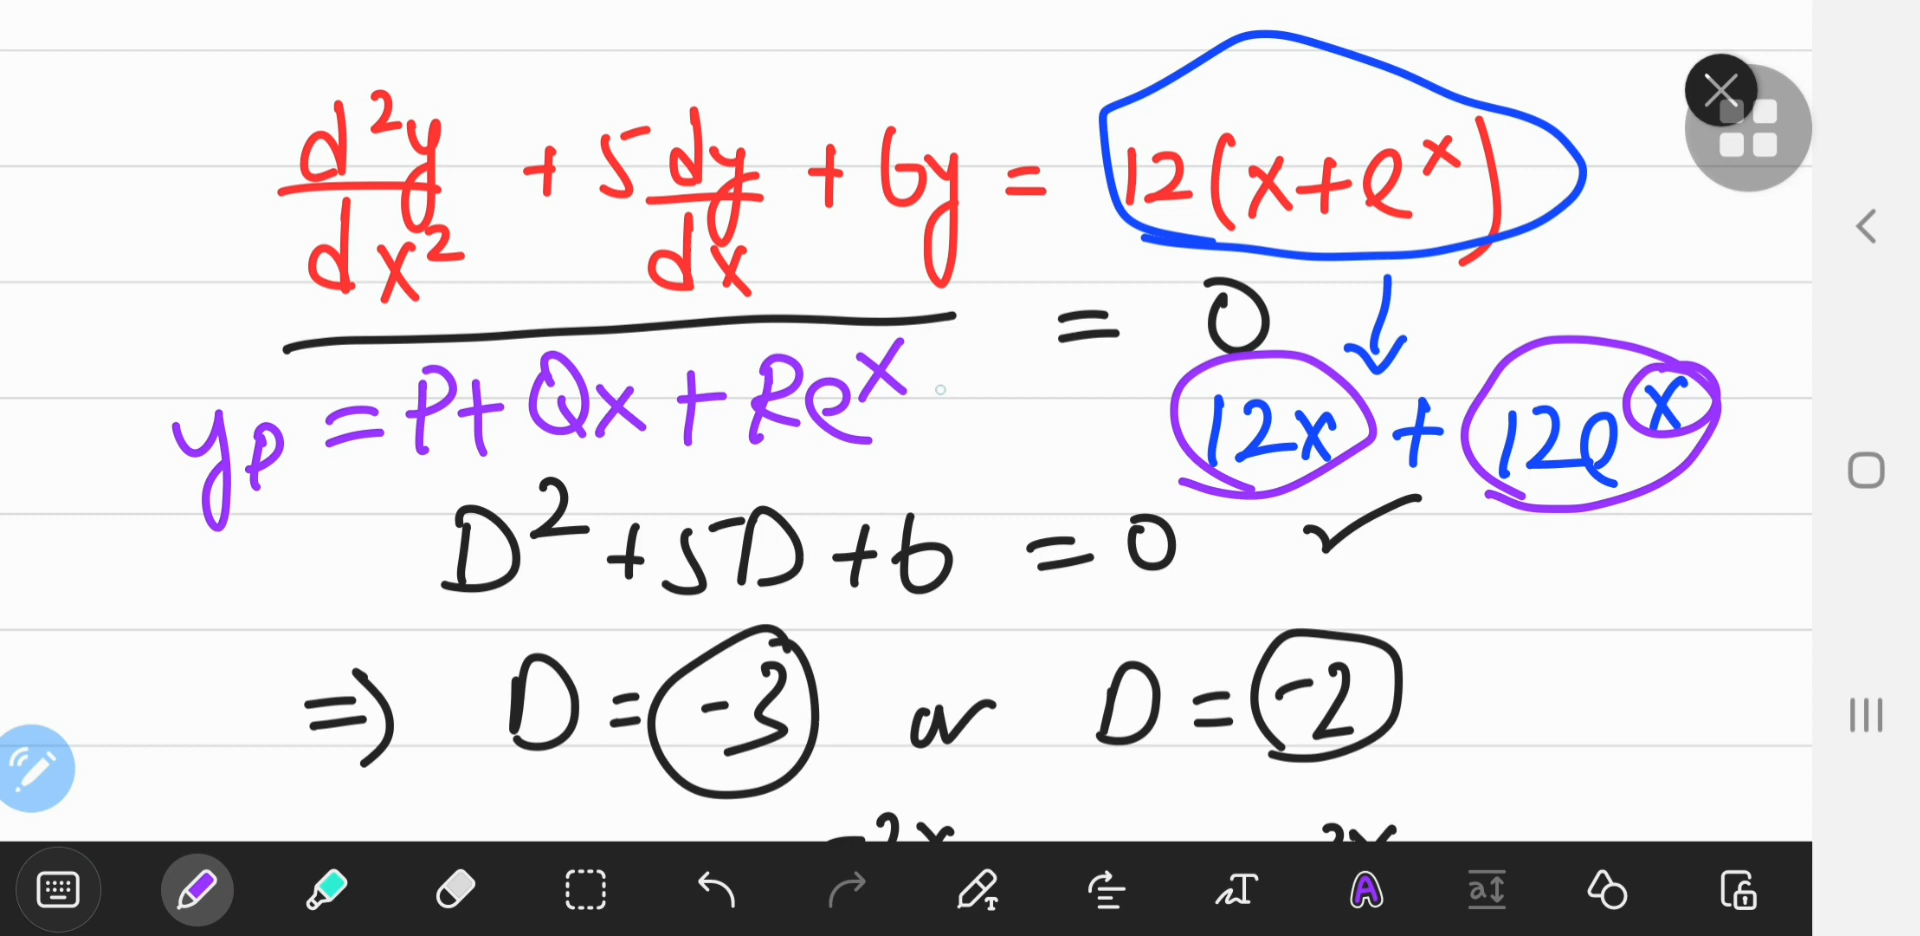 d²y/dx² + 5 dy/dx + 6y = 12(x+e^x)
= 0
y_p = P + Qx + Re^x
12x + 12e^x
D² + 5D + 6 = 0 ✓
⇒ D = -3 or D = -2